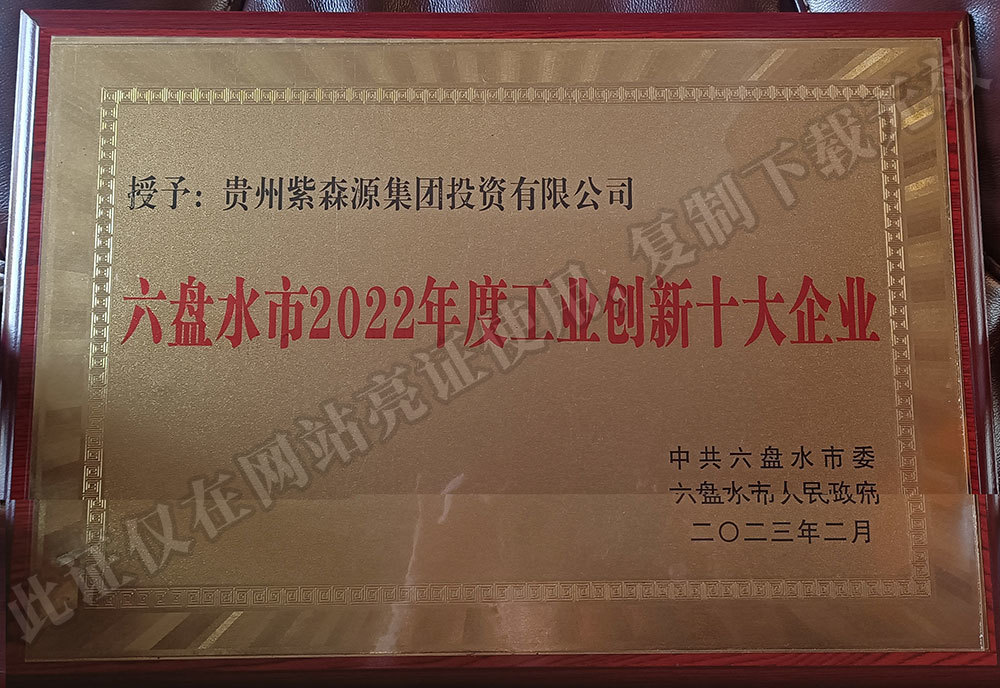 授予：贵州紫森源集团投资有限公司
六盘水市2022年度工业创新十大企业
中共六盘水市委
六盘水市人民政府
二〇二三年二月
此证仅在网站亮证使用，复制下载无效